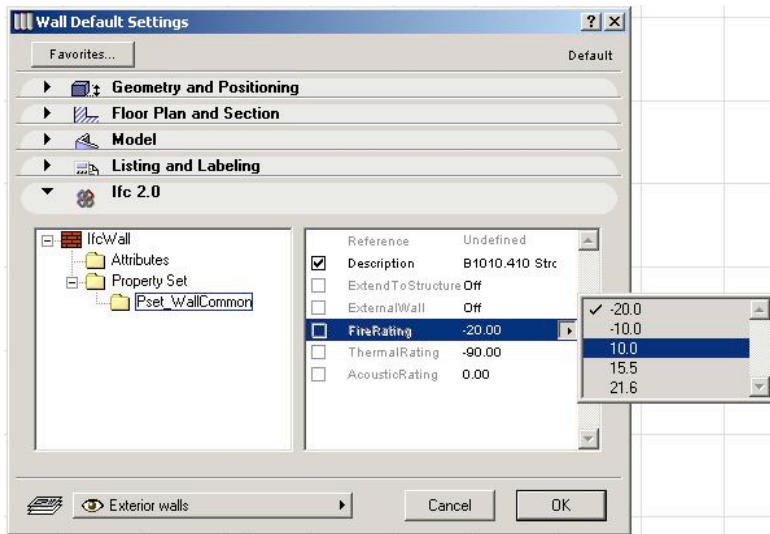 Wall Default Settings
Favorites...
Default
Geometry and Positioning
Floor Plan and Section
Model
Listing and Labeling
Ifc 2.0
IfcWall
Attributes
Property Set
Pset_WallCommon
Reference Undefined
Description B1010.410 Strc
ExtendToStructure Off
ExternalWall Off
FireRating -20.00
ThermalRating -90.00
AcousticRating 0.00
-20.0
-10.0
10.0
15.5
21.6
Exterior walls
Cancel
OK